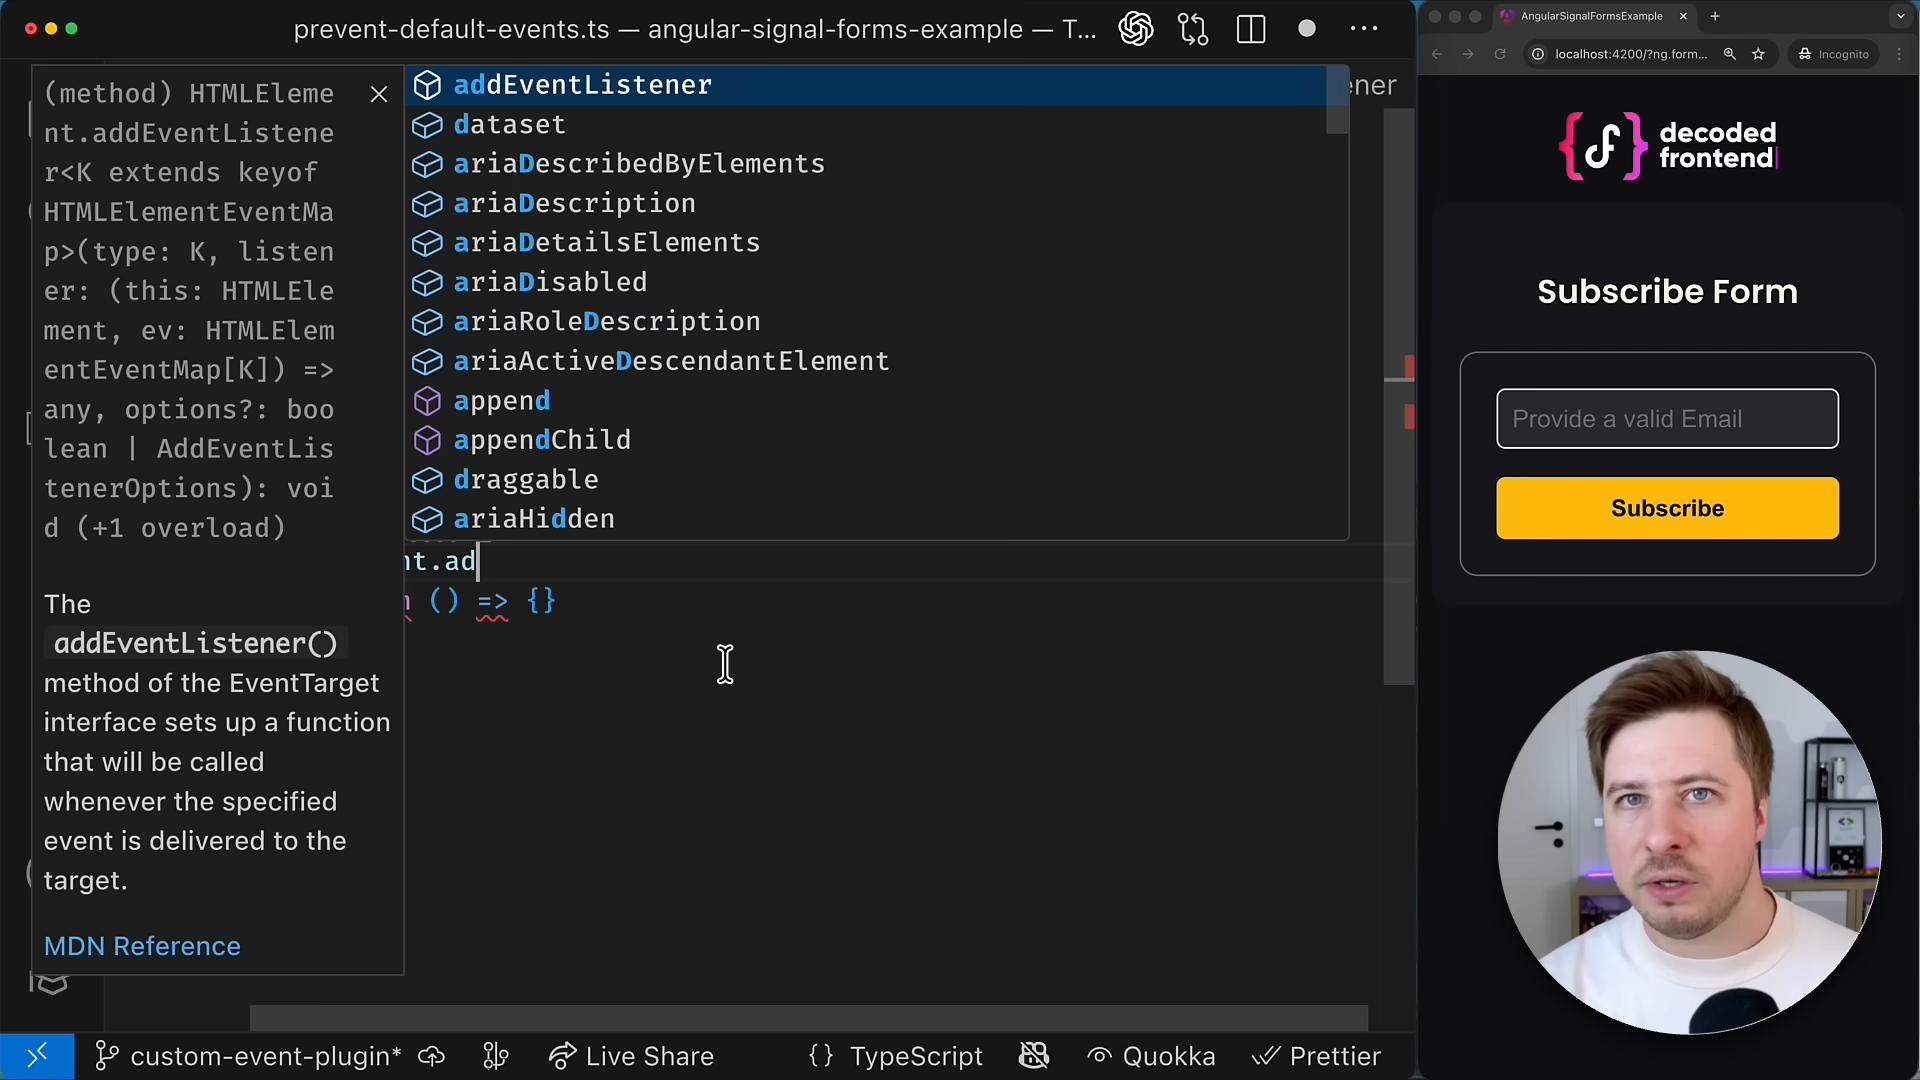 prevent-default-events.ts — angular-signal-forms-example — T...
(method) HTMLEleme
nt.addEventListene
r<K extends keyof
HTMLElementEventMa
p>(type: K, listen
er: (this: HTMLEle
ment, ev: HTMLElem
entEventMap[K]) =>
any, options?: boo
lean | AddEventLis
tenerOptions): voi
d (+1 overload)
The
addEventListener()
method of the EventTarget
interface sets up a function
that will be called
whenever the specified
event is delivered to the
target.
MDN Reference
addEventListener
dataset
ariaDescribedByElements
ariaDescription
ariaDetailsElements
ariaDisabled
ariaRoleDescription
ariaActiveDescendantElement
append
appendChild
draggable
ariaHidden
ener
nt.ad
() => {}
custom-event-plugin*
Live Share
{} TypeScript
Quokka
Prettier
AngularSignalFormsExample
localhost:4200/?ng.form...
Incognito
decoded
frontend
Subscribe Form
Provide a valid Email
Subscribe